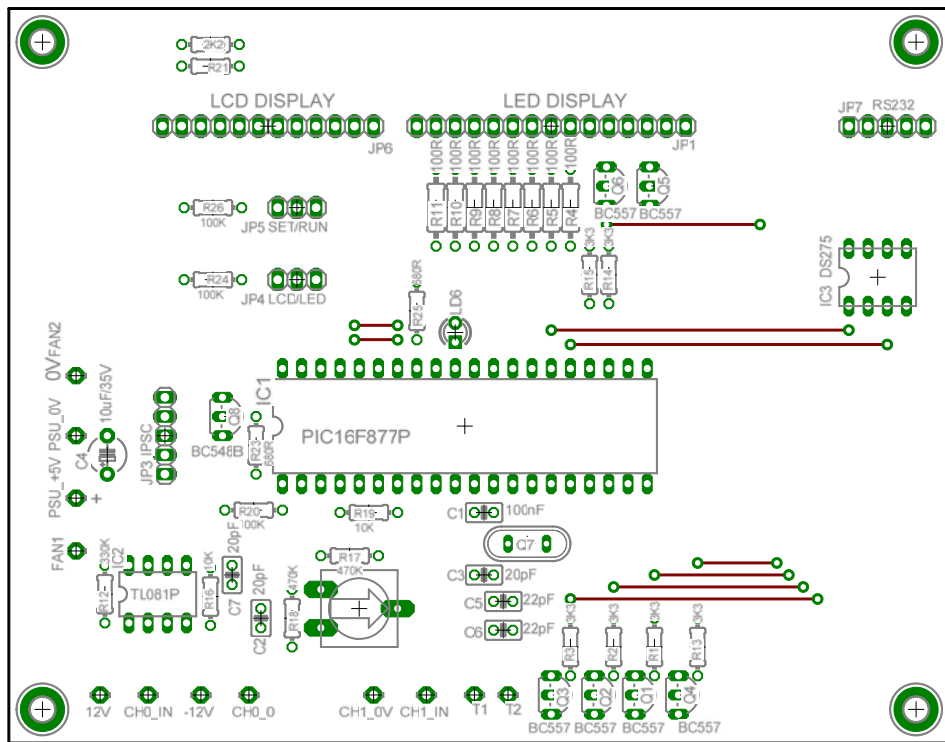 2K2
R21
LCD DISPLAY
LED DISPLAY
JP7 RS232
JP6
JP1
100R 100R 100R 100R 100R 100R 100R 100R
R11 R10 R9 R8 R7 R6 R5 R4
Q6 Q5
BC557 BC557
R26
100K
JP5 SET/RUN
3K3 3K3
R15 R14
IC3 DS275
R24
100K
JP4 LCD/LED
680R
R25
LD6
0V FAN2
10uF/35V
PSU_0V
C4
+
JP3 IPSC
Q8
BC548B
IC1
PIC16F877P
R23
680R
PSU_+5V +
R20
100K
R19
10K
C1 100nF
Q7
FAN1
330K
IC2
R12
TL081P
10K
R16
20pF
C7
20pF
C2
470K
R18
R17
470K
C3 20pF
C5 22pF
C6 22pF
3K3 3K3 3K3 3K3
R3 R2 R1 R13
Q3 Q2 Q1 Q4
BC557 BC557 BC557 BC557
12V CH0_IN -12V CH0_0 CH1_0V CH1_IN T1 T2